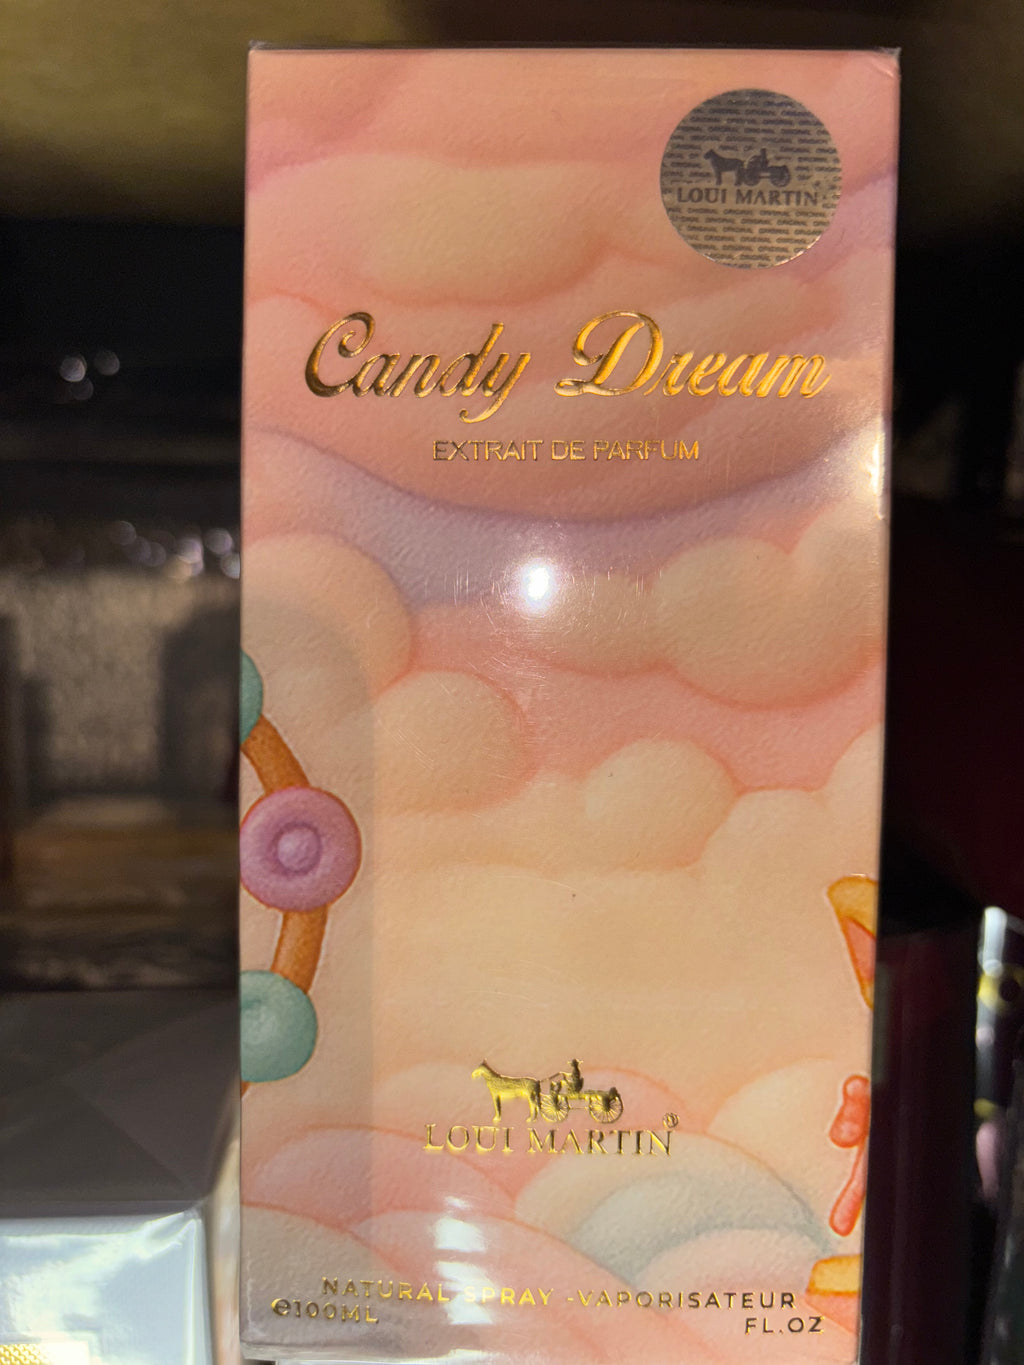 LOUI MARTIN®
Candy Dream
EXTRAIT DE PARFUM
LOUI MARTIN®
NATURAL SPRAY -VAPORISATEUR
℮100ML
FL.OZ